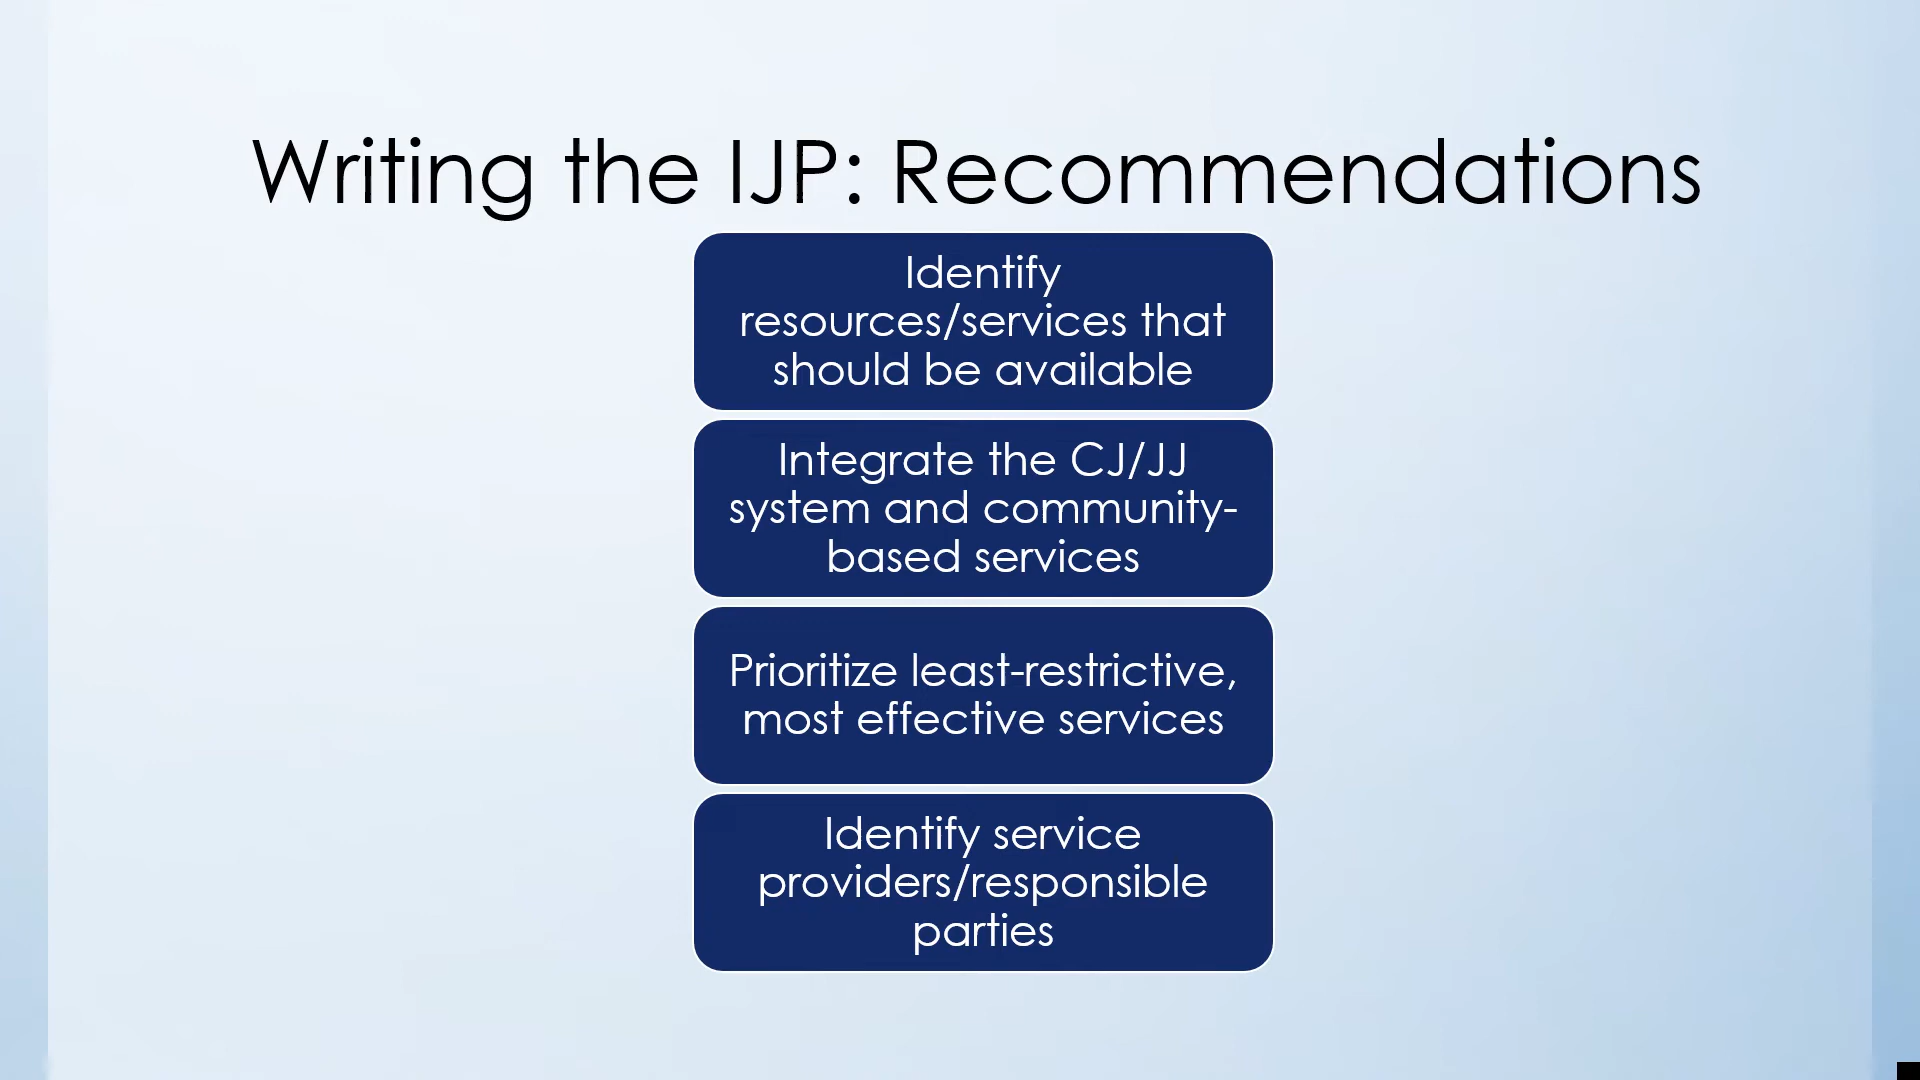 Writing the IJP: Recommendations
Identify
resources/services that
should be available
Integrate the CJ/JJ
system and community-
based services
Prioritize least-restrictive,
most effective services
Identify service
providers/responsible
parties